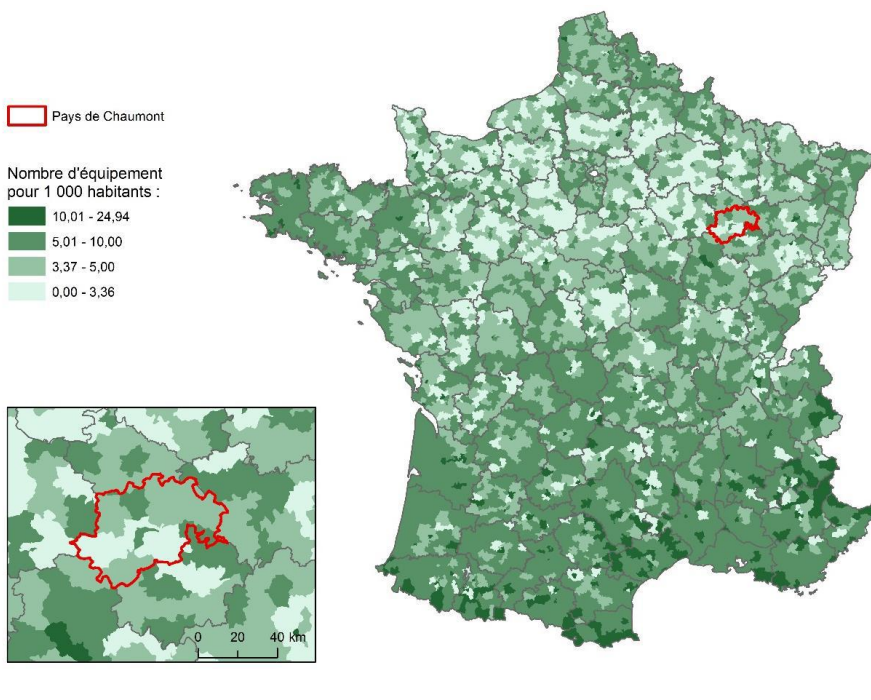 Pays de Chaumont
Nombre d'équipement
pour 1 000 habitants :
10,01 - 24,94
5,01 - 10,00
3,37 - 5,00
0,00 - 3,36
0 20 40 km